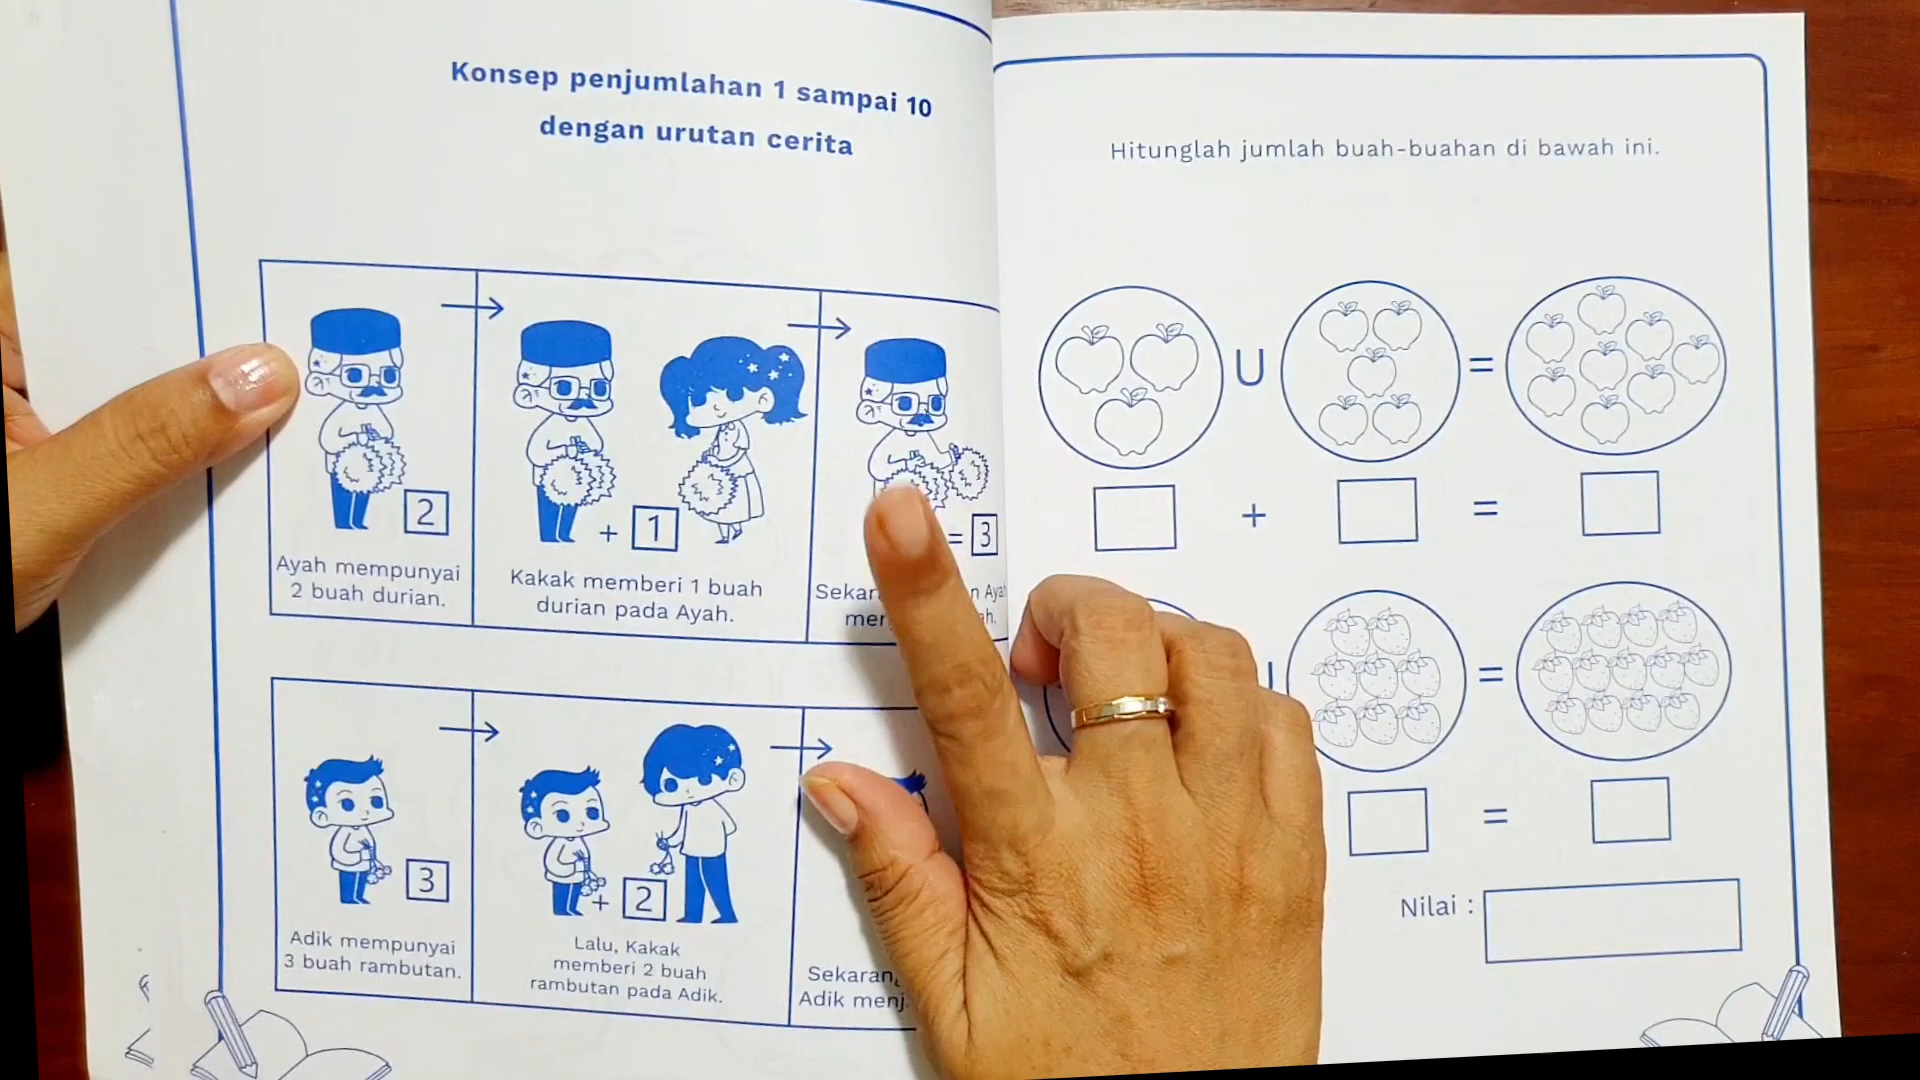 Konsep penjumlahan 1 sampai 10
dengan urutan cerita
2
+ 1
= 3
Ayah mempunyai
2 buah durian.
Kakak memberi 1 buah
durian pada Ayah.
3
+ 2
Adik mempunyai
3 buah rambutan.
Lalu, Kakak
memberi 2 buah
rambutan pada Adik.
Adik
Hitunglah jumlah buah-buahan di bawah ini.
U =
+ =
=
=
Nilai :